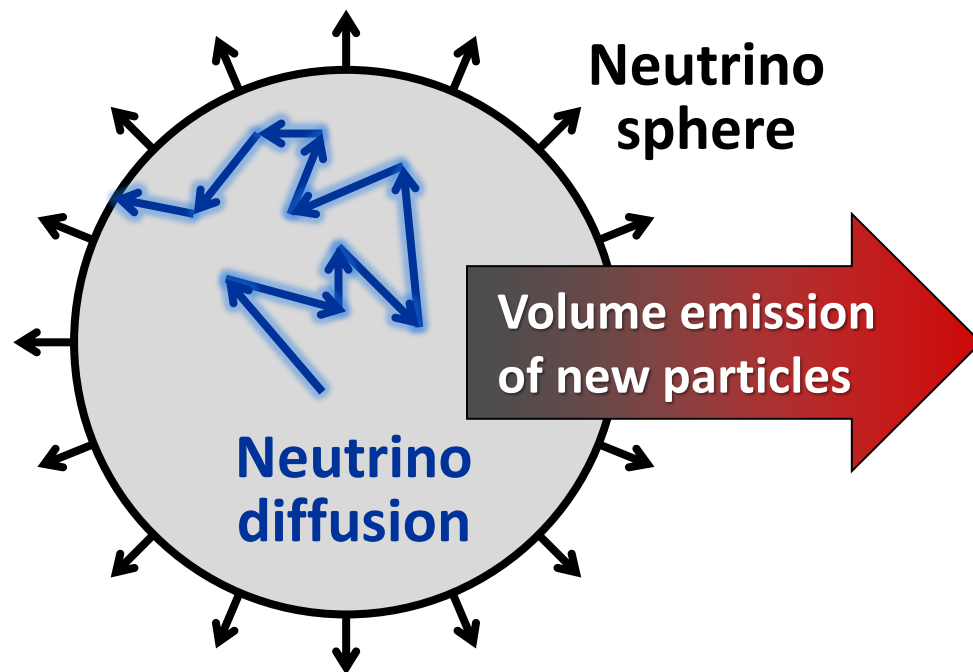 Neutrino
sphere
Volume emission
of new particles
Neutrino
diffusion